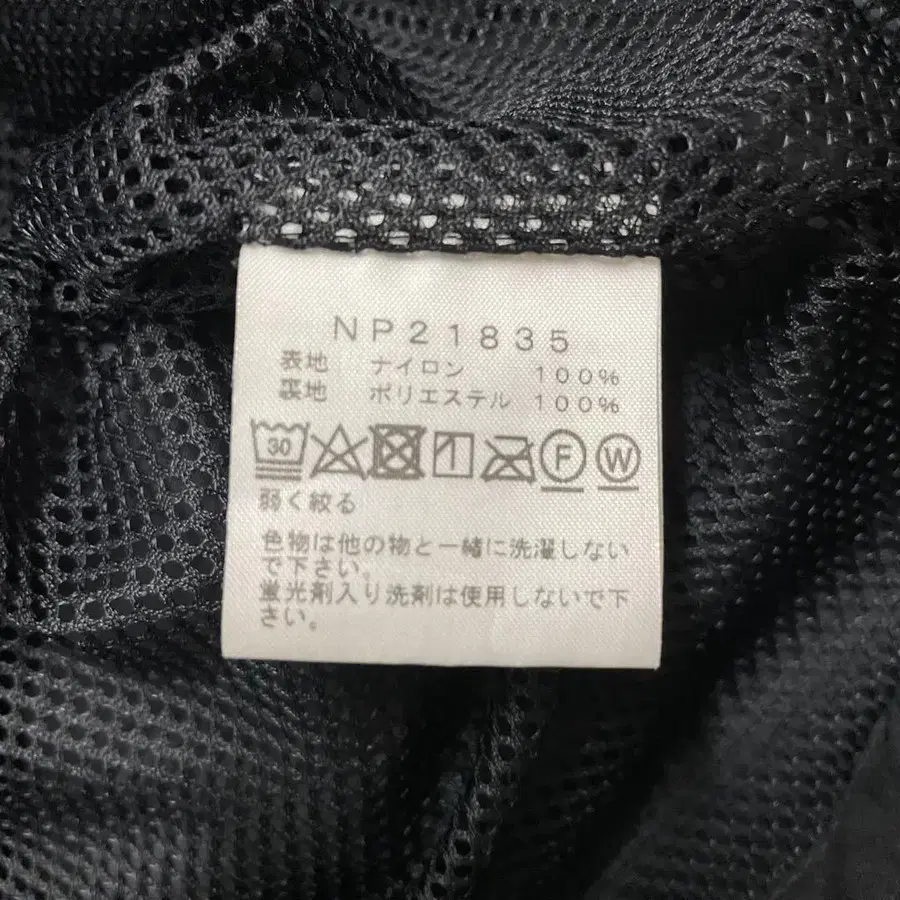 NP21835
表地 ナイロン 100%
裏地 ポリエステル 100%
30 F W
弱く絞る
色物は他の物と一緒に洗濯しない
で下さい。
蛍光剤入り洗剤は使用しないで下
さい。